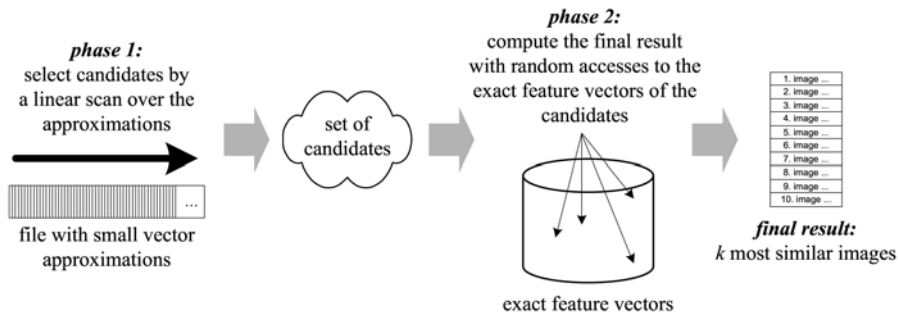 phase 1:
select candidates by
a linear scan over the
approximations
...
file with small vector
approximations
set of
candidates
phase 2:
compute the final result
with random accesses to the
exact feature vectors of the
candidates
exact feature vectors
1. image ...
2. image ...
3. image ...
4. image ...
5. image ...
6. image ...
7. image ...
8. image ...
9. image ...
10. image ...
final result:
k most similar images